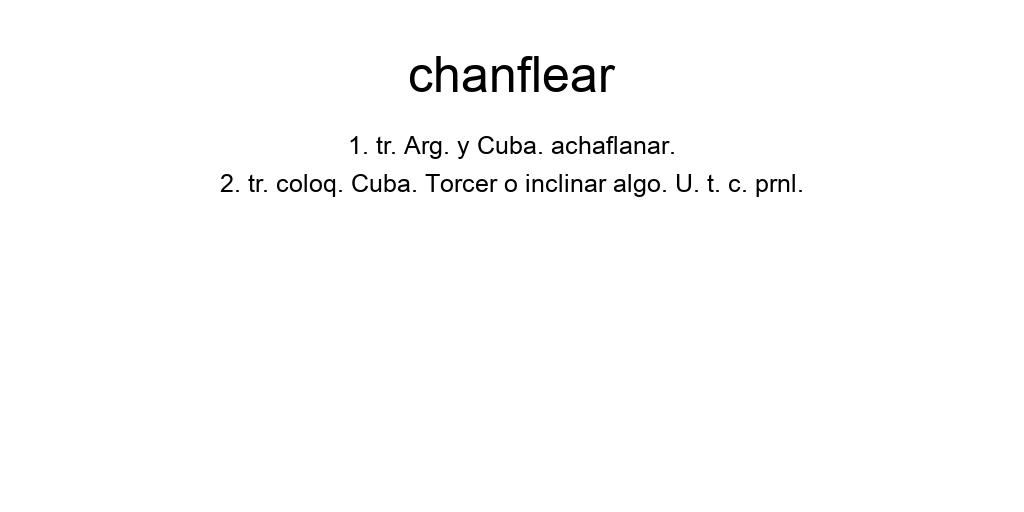 chanflear
1. tr. Arg. y Cuba. achaflanar.
2. tr. coloq. Cuba. Torcer o inclinar algo. U. t. c. prnl.